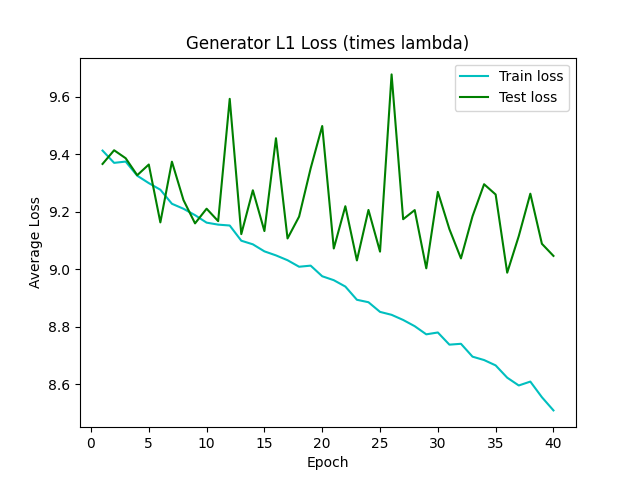 Generator L1 Loss (times lambda)
Train loss
Test loss
Average Loss
9.6
9.4
9.2
9.0
8.8
8.6
0 5 10 15 20 25 30 35 40
Epoch